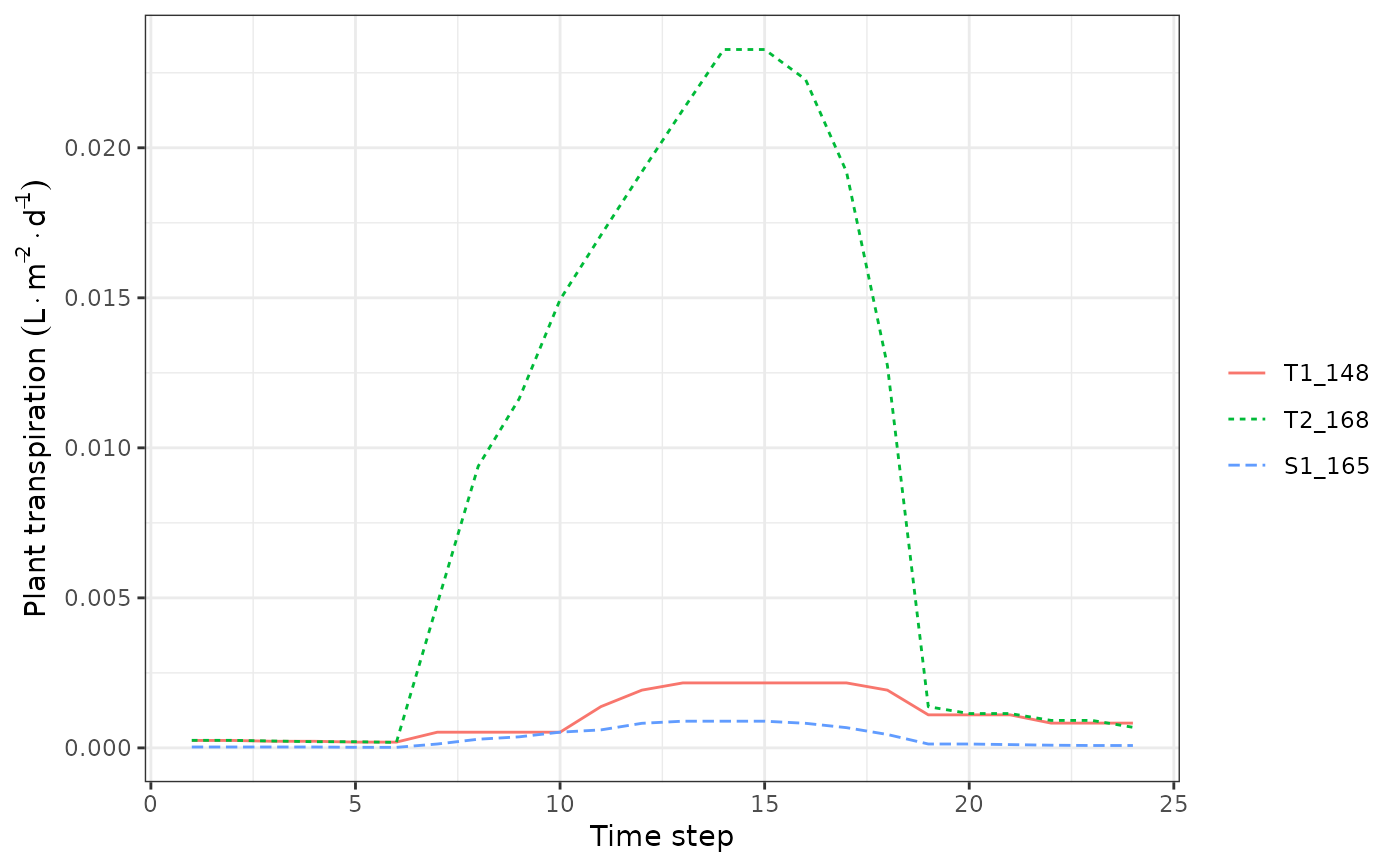 Plant transpiration (L · m⁻² · d⁻¹)
0.020
0.015
0.010
0.005
0.000
0 5 10 15 20 25
Time step
T1_148
T2_168
S1_165